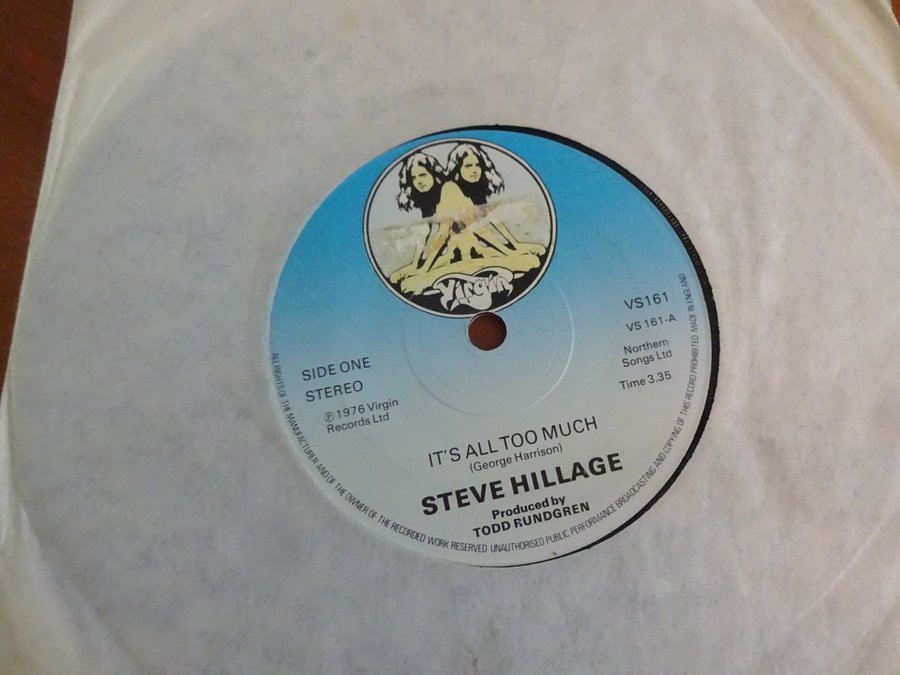 Virgin
VS161
VS 161-A
Northern
Songs Ltd
Time 3.35
SIDE ONE
STEREO
℗ 1976 Virgin
Records Ltd
IT'S ALL TOO MUCH
(George Harrison)
STEVE HILLAGE
Produced by
TODD RUNDGREN
ALL RIGHTS OF THE MANUFACTURER AND OF THE OWNER OF THE RECORDED WORK RESERVED UNAUTHORISED PUBLIC PERFORMANCE BROADCASTING AND COPYING OF THIS RECORD PROHIBITED MADE IN ENGLAND